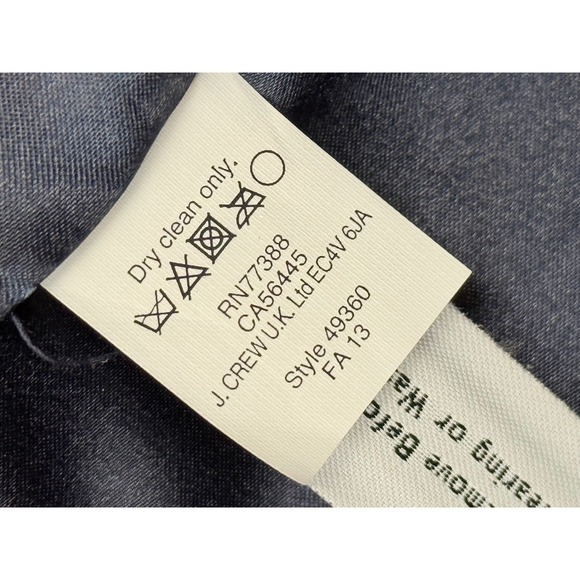 Dry clean only.
RN77388
CA56445
J. CREW U.K. Ltd EC4V 6JA
Style 49360
FA 13